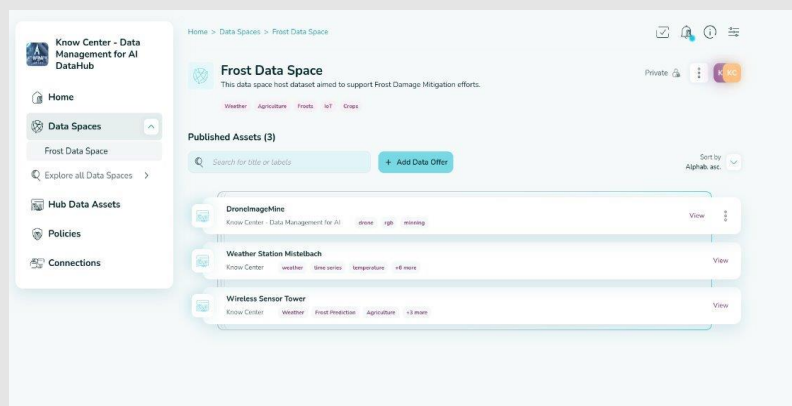 Know Center - Data
Management for AI
DataHub
Home
Data Spaces
Frost Data Space
Explore all Data Spaces
Hub Data Assets
Policies
Connections
Home > Data Spaces > Frost Data Space
Frost Data Space
This data space host dataset aimed to support Frost Damage Mitigation efforts.
Weather Agriculture Frosts IoT Crops
Private
K KC
Published Assets (3)
Search for title or labels
+ Add Data Offer
Sort by
Alphab. asc.
DroneImageMine
Know Center - Data Management for AI drone rgb minning
View
Weather Station Mistelbach
Know Center weather time series temperature +6 more
View
Wireless Sensor Tower
Know Center Weather Frost Prediction Agriculture +3 more
View